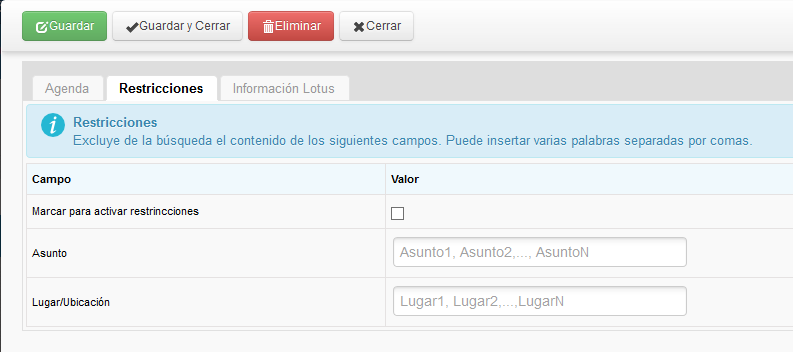 Guardar Guardar y Cerrar Eliminar Cerrar
Agenda Restricciones Información Lotus
Restricciones
Excluye de la búsqueda el contenido de los siguientes campos. Puede insertar varias palabras separadas por comas.
Campo Valor
Marcar para activar restrincciones
Asunto Asunto1, Asunto2,..., AsuntoN
Lugar/Ubicación Lugar1, Lugar2,...,LugarN